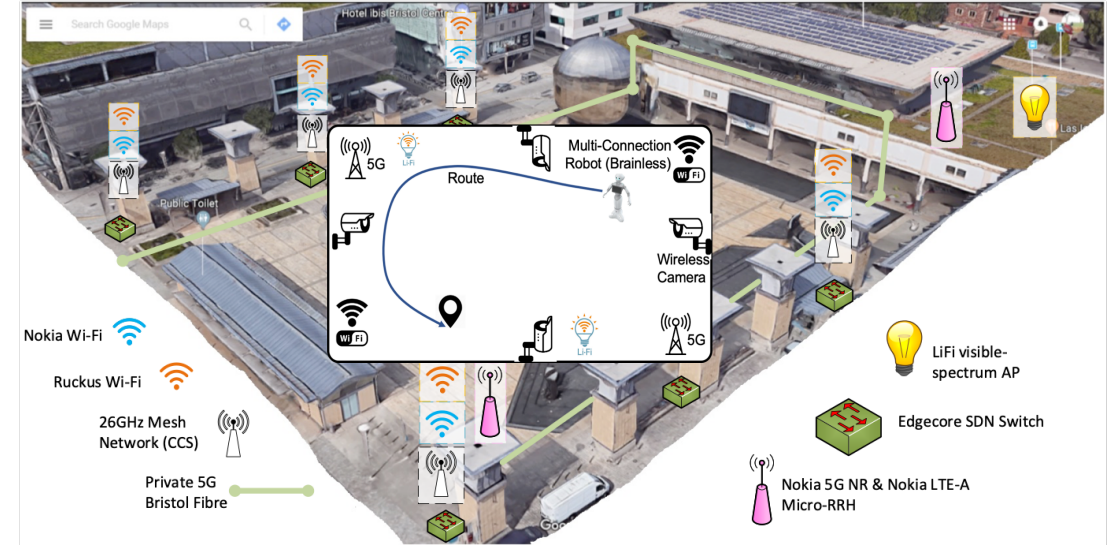 Search Google Maps
Hotel ibis Bristol Cent
Public Toilet
5G
Li-Fi
Multi-Connection
Robot (Brainless)
Wi Fi
Route
Wireless
Camera
Wi Fi
Li-Fi
5G
Nokia Wi-Fi
Ruckus Wi-Fi
26GHz Mesh
Network (CCS)
Private 5G
Bristol Fibre
LiFi visible-
spectrum AP
Edgecore SDN Switch
Nokia 5G NR & Nokia LTE-A
Micro-RRH